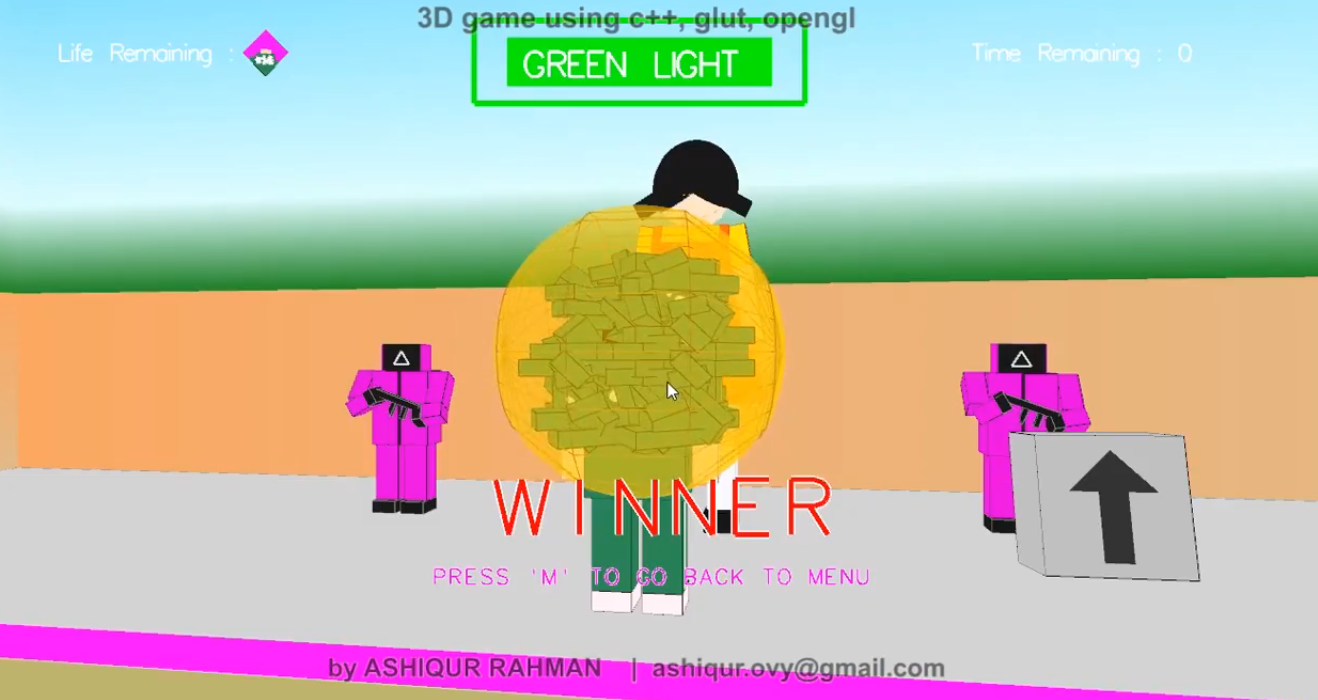 3D game using c++, glut, opengl
Life Remaining :
GREEN LIGHT
Time Remaining : 0
WINNER
PRESS 'M' TO GO BACK TO MENU
by ASHIQUR RAHMAN | ashiqur.ovy@gmail.com